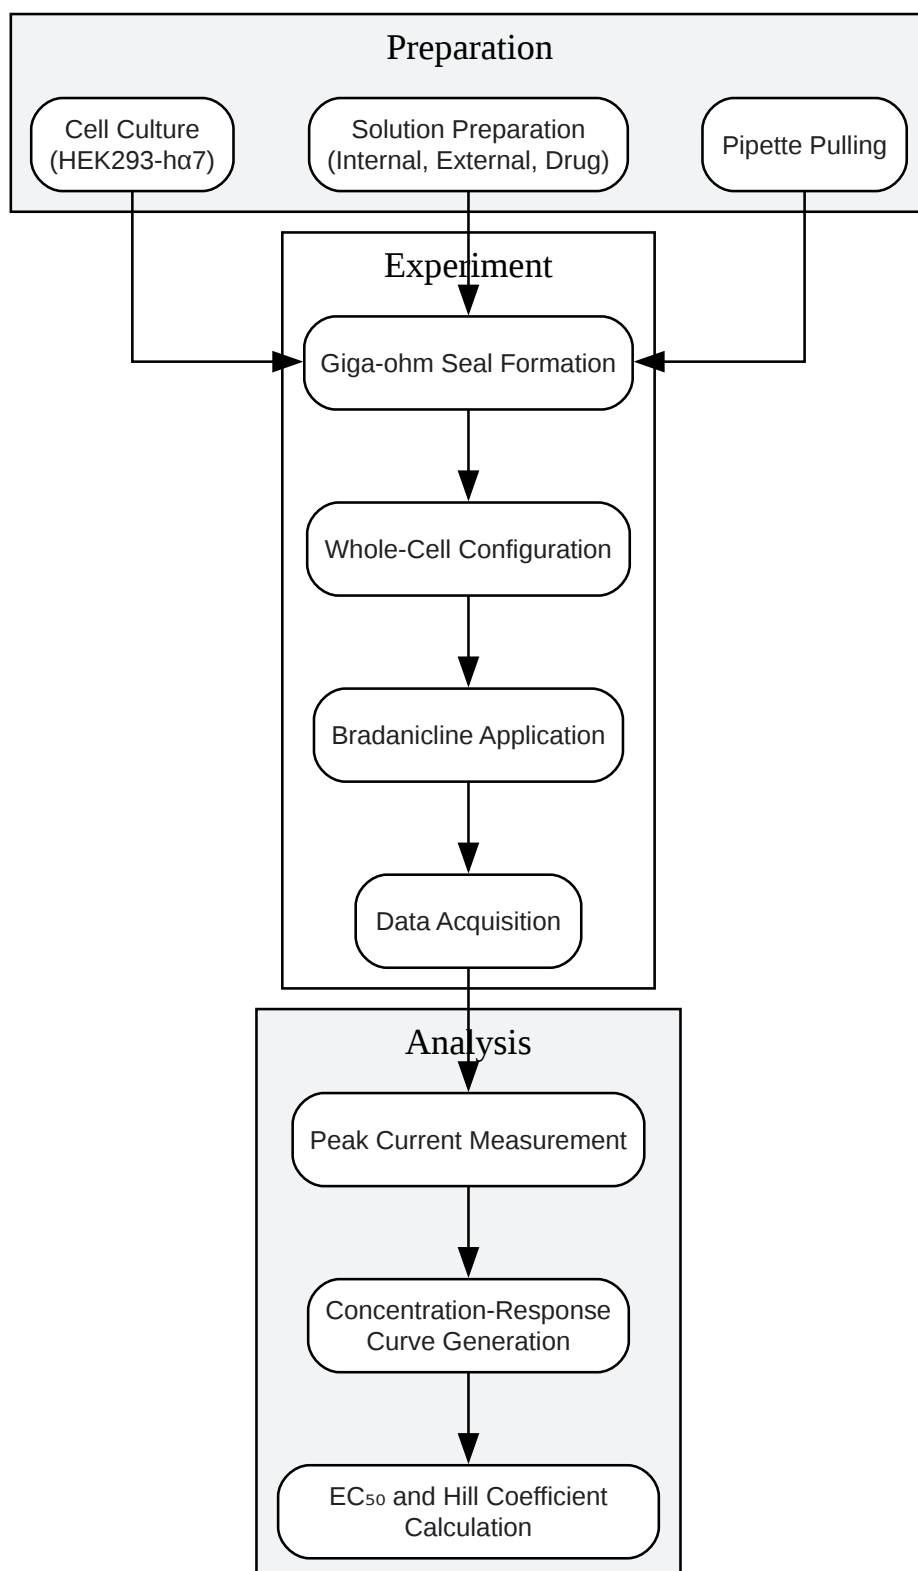 Preparation
Cell Culture
(HEK293-hα7)
Solution Preparation
(Internal, External, Drug)
Pipette Pulling
Experiment
Giga-ohm Seal Formation
Whole-Cell Configuration
Bradanicline Application
Data Acquisition
Analysis
Peak Current Measurement
Concentration-Response
Curve Generation
EC₅₀ and Hill Coefficient
Calculation